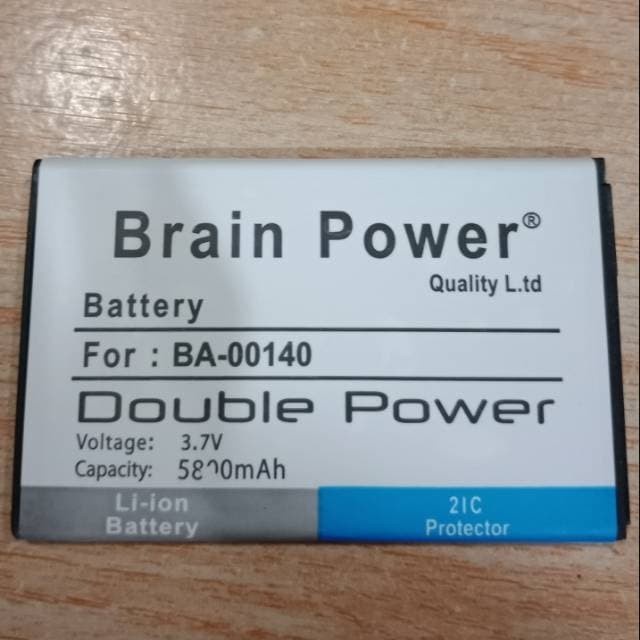 Brain Power®
Quality L.td
Battery
For : BA-00140
Double Power
Voltage: 3.7V
Capacity: 5800mAh
Li-ion
Battery
2IC
Protector